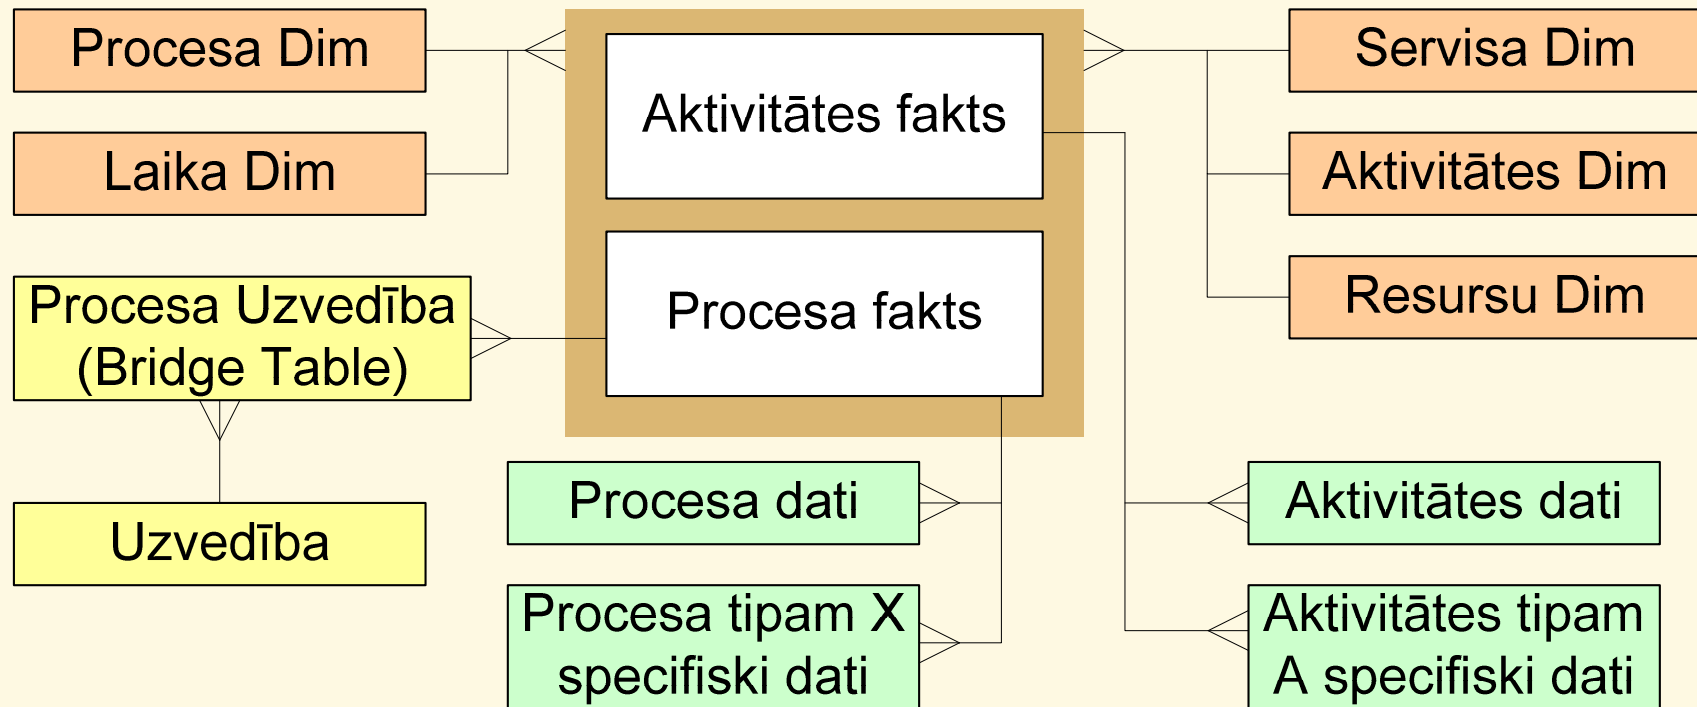 Procesa Dim
Laika Dim
Aktivitātes fakts
Procesa fakts
Servisa Dim
Aktivitātes Dim
Resursu Dim
Procesa Uzvedība
(Bridge Table)
Uzvedība
Procesa dati
Procesa tipam X
specifiski dati
Aktivitātes dati
Aktivitātes tipam
A specifiski dati